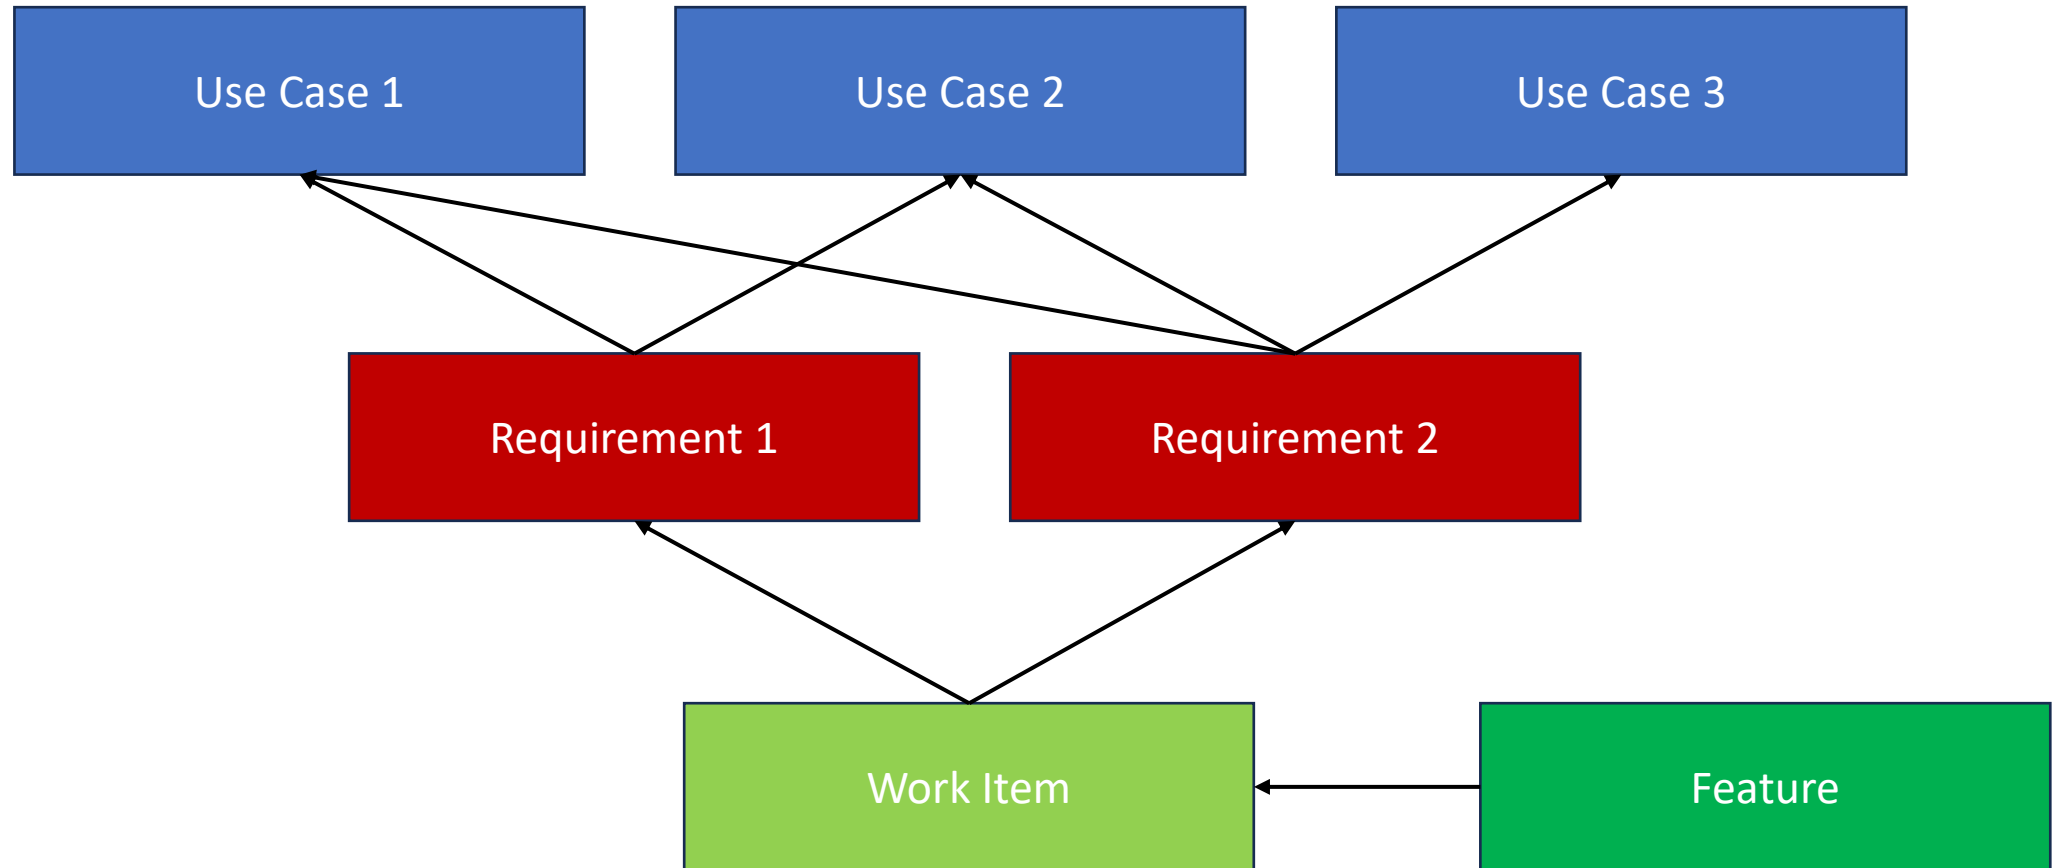 Use Case 1
Use Case 2
Use Case 3
Requirement 1
Requirement 2
Work Item
Feature